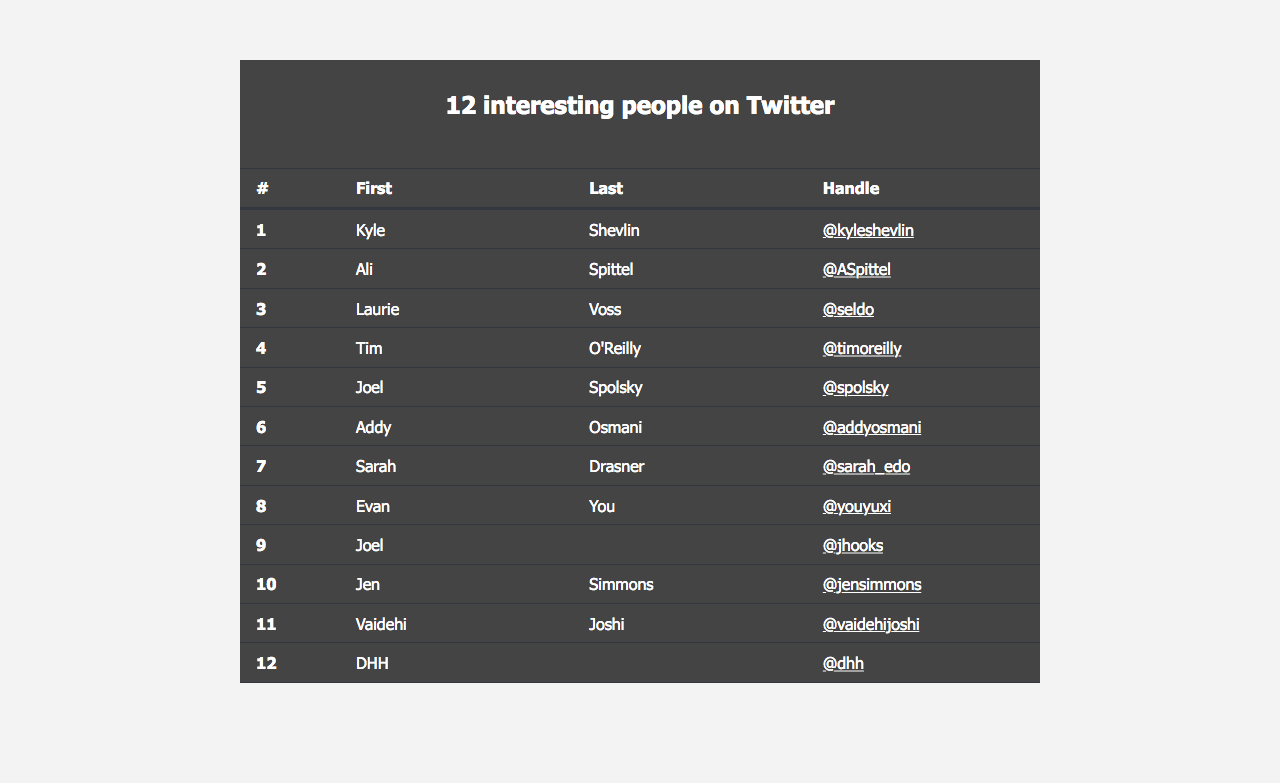 12 interesting people on Twitter
# First Last Handle
1 Kyle Shevlin @kyleshevlin
2 Ali Spittel @ASpittel
3 Laurie Voss @seldo
4 Tim O'Reilly @timoreilly
5 Joel Spolsky @spolsky
6 Addy Osmani @addyosmani
7 Sarah Drasner @sarah_edo
8 Evan You @youyuxi
9 Joel @jhooks
10 Jen Simmons @jensimmons
11 Vaidehi Joshi @vaidehijoshi
12 DHH @dhh